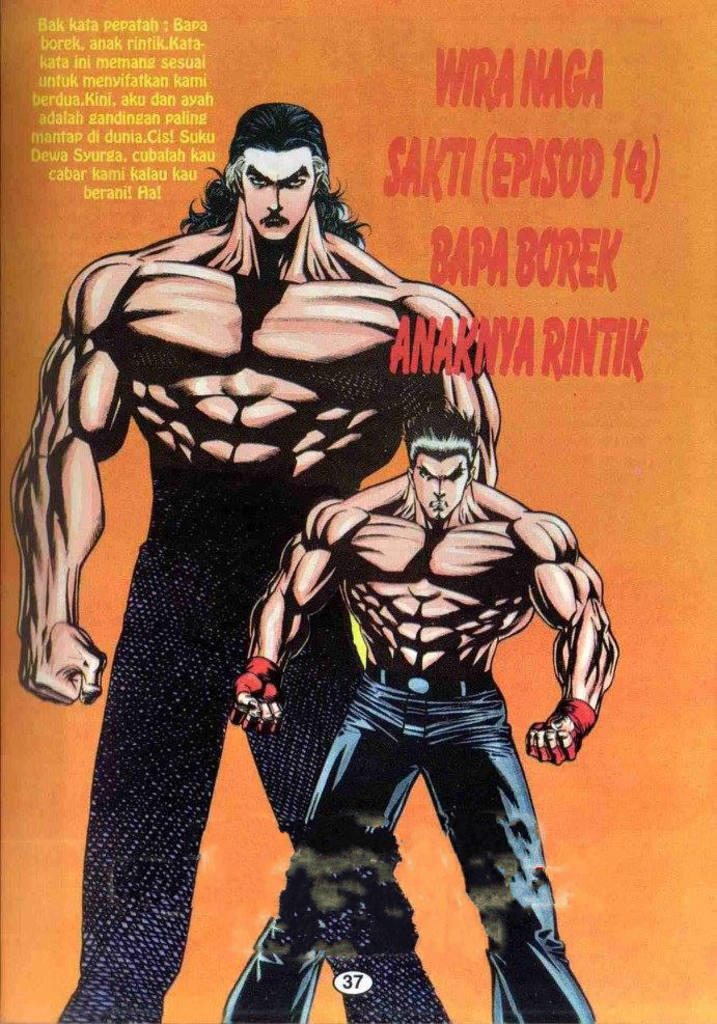 Bak kata pepatah : Bapa
borek, anak rintik.Kata-
kata ini memang sesuai
untuk menyifatkan kami
berdua.Kini, aku dan ayah
adalah gandingan paling
mantap di dunia.Cis! Suku
Dewa Syurga, cubalah kau
cabar kami kalau kau
berani! Ha!
WIRA NAGA
SAKTI (EPISOD 14)
BAPA BOREK
ANAKNYA RINTIK
37